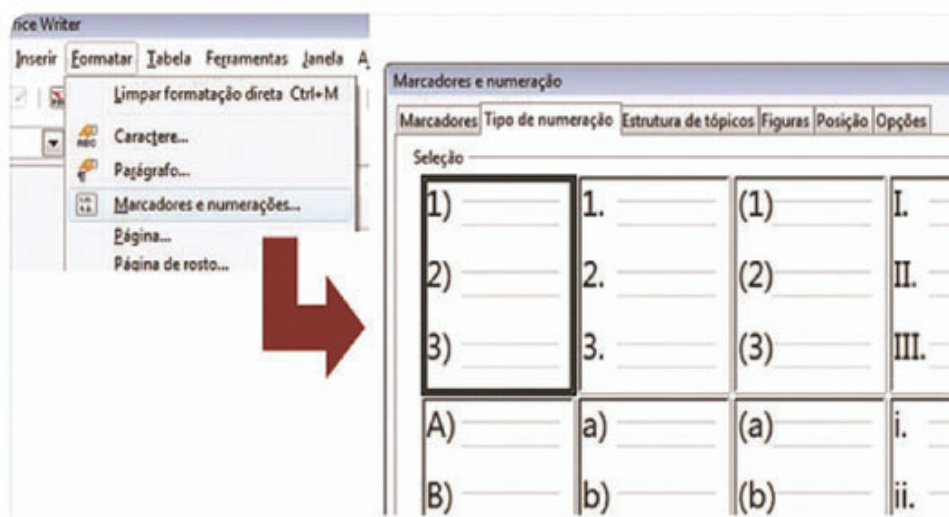 rice Writer
Inserir Formatar Tabela Ferramentas Janela A
Limpar formatação direta Ctrl+M
Caractere...
Parágrafo...
Marcadores e numerações...
Página...
Página de rosto...
Marcadores e numeração
Marcadores Tipo de numeração Estrutura de tópicos Figuras Posição Opções
Seleção
1) 1. (1) I.
2) 2. (2) II.
3) 3. (3) III.
A) a) (a) i.
B) b) (b) ii.